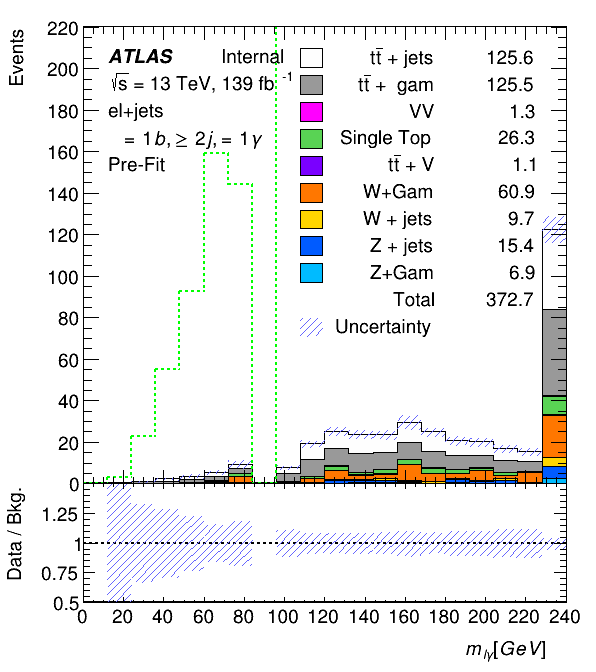 Events
220
200
180
160
140
120
100
80
60
40
20
0
ATLAS Internal
√s = 13 TeV, 139 fb⁻¹
el+jets
= 1b, ≥ 2j, = 1γ
Pre-Fit
tt̄ + jets 125.6
tt̄ + gam 125.5
VV 1.3
Single Top 26.3
tt̄ + V 1.1
W+Gam 60.9
W + jets 9.7
Z + jets 15.4
Z+Gam 6.9
Total 372.7
Uncertainty
Data / Bkg.
1.25
1
0.75
0.5
0 20 40 60 80 100 120 140 160 180 200 220 240
m_lγ[GeV]